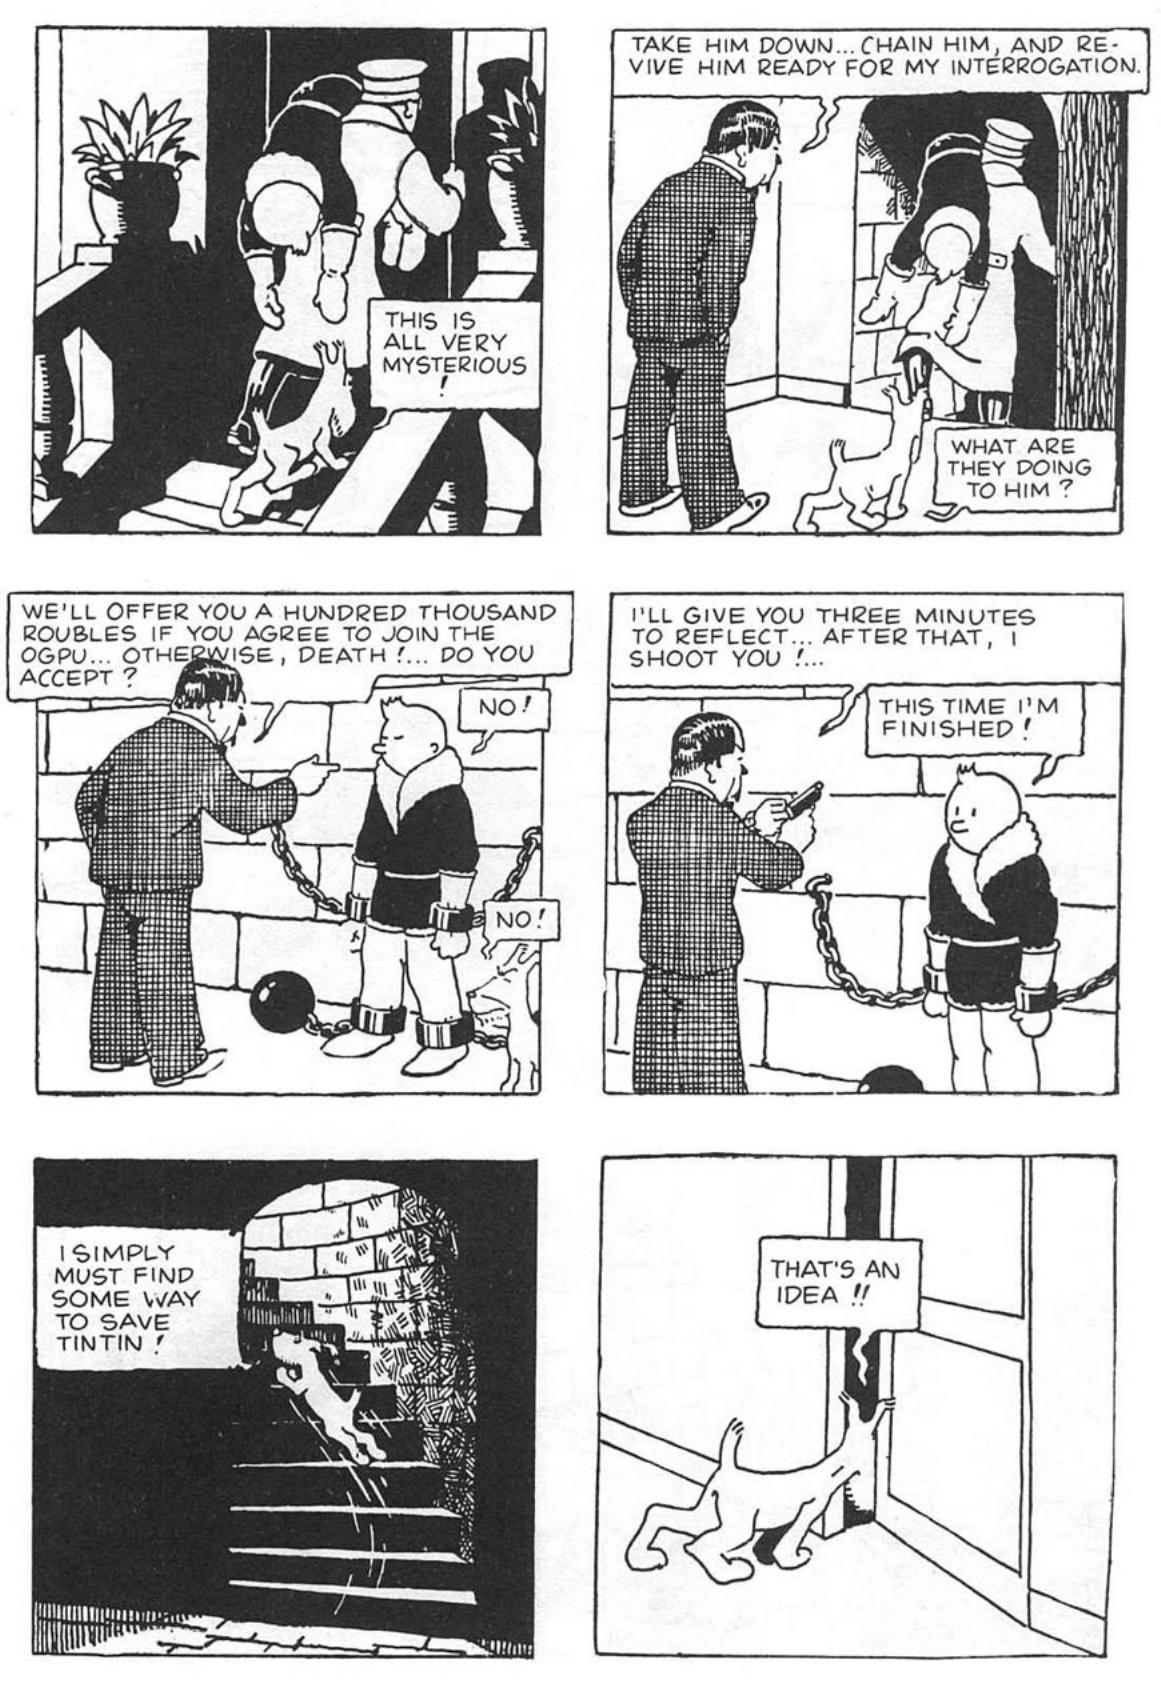 THIS IS
ALL VERY
MYSTERIOUS
!
TAKE HIM DOWN... CHAIN HIM, AND RE-
VIVE HIM READY FOR MY INTERROGATION.
WHAT ARE
THEY DOING
TO HIM ?
WE'LL OFFER YOU A HUNDRED THOUSAND
ROUBLES IF YOU AGREE TO JOIN THE
OGPU... OTHERWISE, DEATH !... DO YOU
ACCEPT ?
NO !
NO !
I'LL GIVE YOU THREE MINUTES
TO REFLECT... AFTER THAT, I
SHOOT YOU !...
THIS TIME I'M
FINISHED !
I SIMPLY
MUST FIND
SOME WAY
TO SAVE
TINTIN !
THAT'S AN
IDEA !!